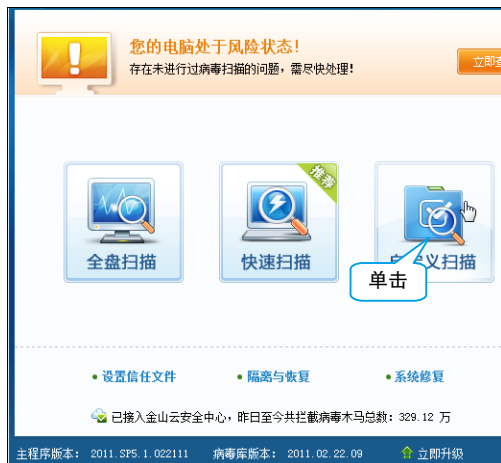 您的电脑处于风险状态!
存在未进行过病毒扫描的问题，需尽快处理!
立即
推荐
全盘扫描
快速扫描
义扫描
单击
• 设置信任文件
• 隔离与恢复
• 系统修复
已接入金山云安全中心，昨日至今共拦截病毒木马总数: 329.12 万
主程序版本: 2011.SP5.1.022111
病毒库版本: 2011.02.22.09
立即升级